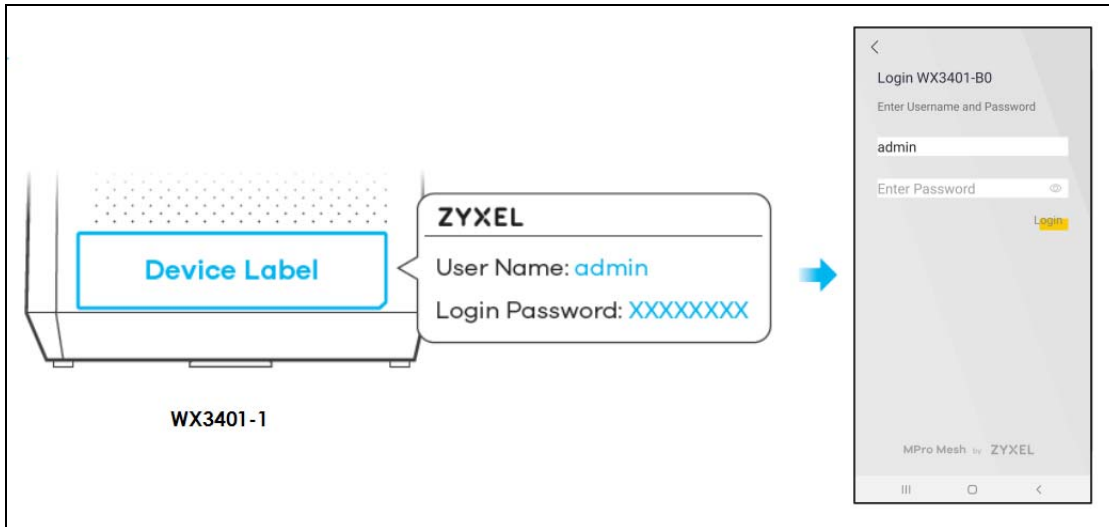 Device Label
WX3401-1
ZYXEL
User Name: admin
Login Password: XXXXXXXX
Login WX3401-B0
Enter Username and Password
admin
Enter Password
Login
MPro Mesh by ZYXEL